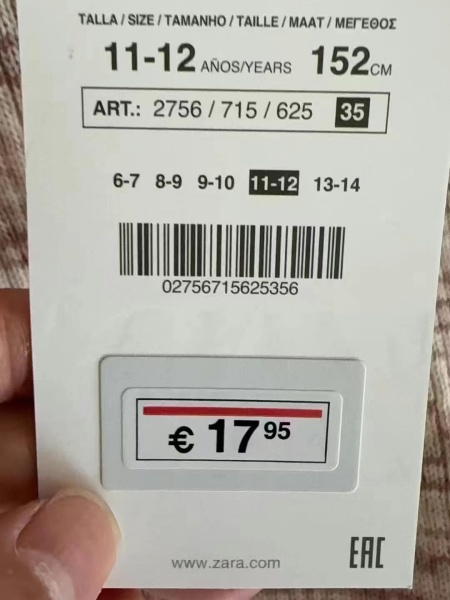 TALLA / SIZE / TAMANHO / TAILLE / MAAT / ΜΕΓΕΘΟΣ
11-12 AÑOS/YEARS 152CM
ART.: 2756 / 715 / 625 35
6-7 8-9 9-10 11-12 13-14
02756715625356
€ 17 95
www.zara.com EAC